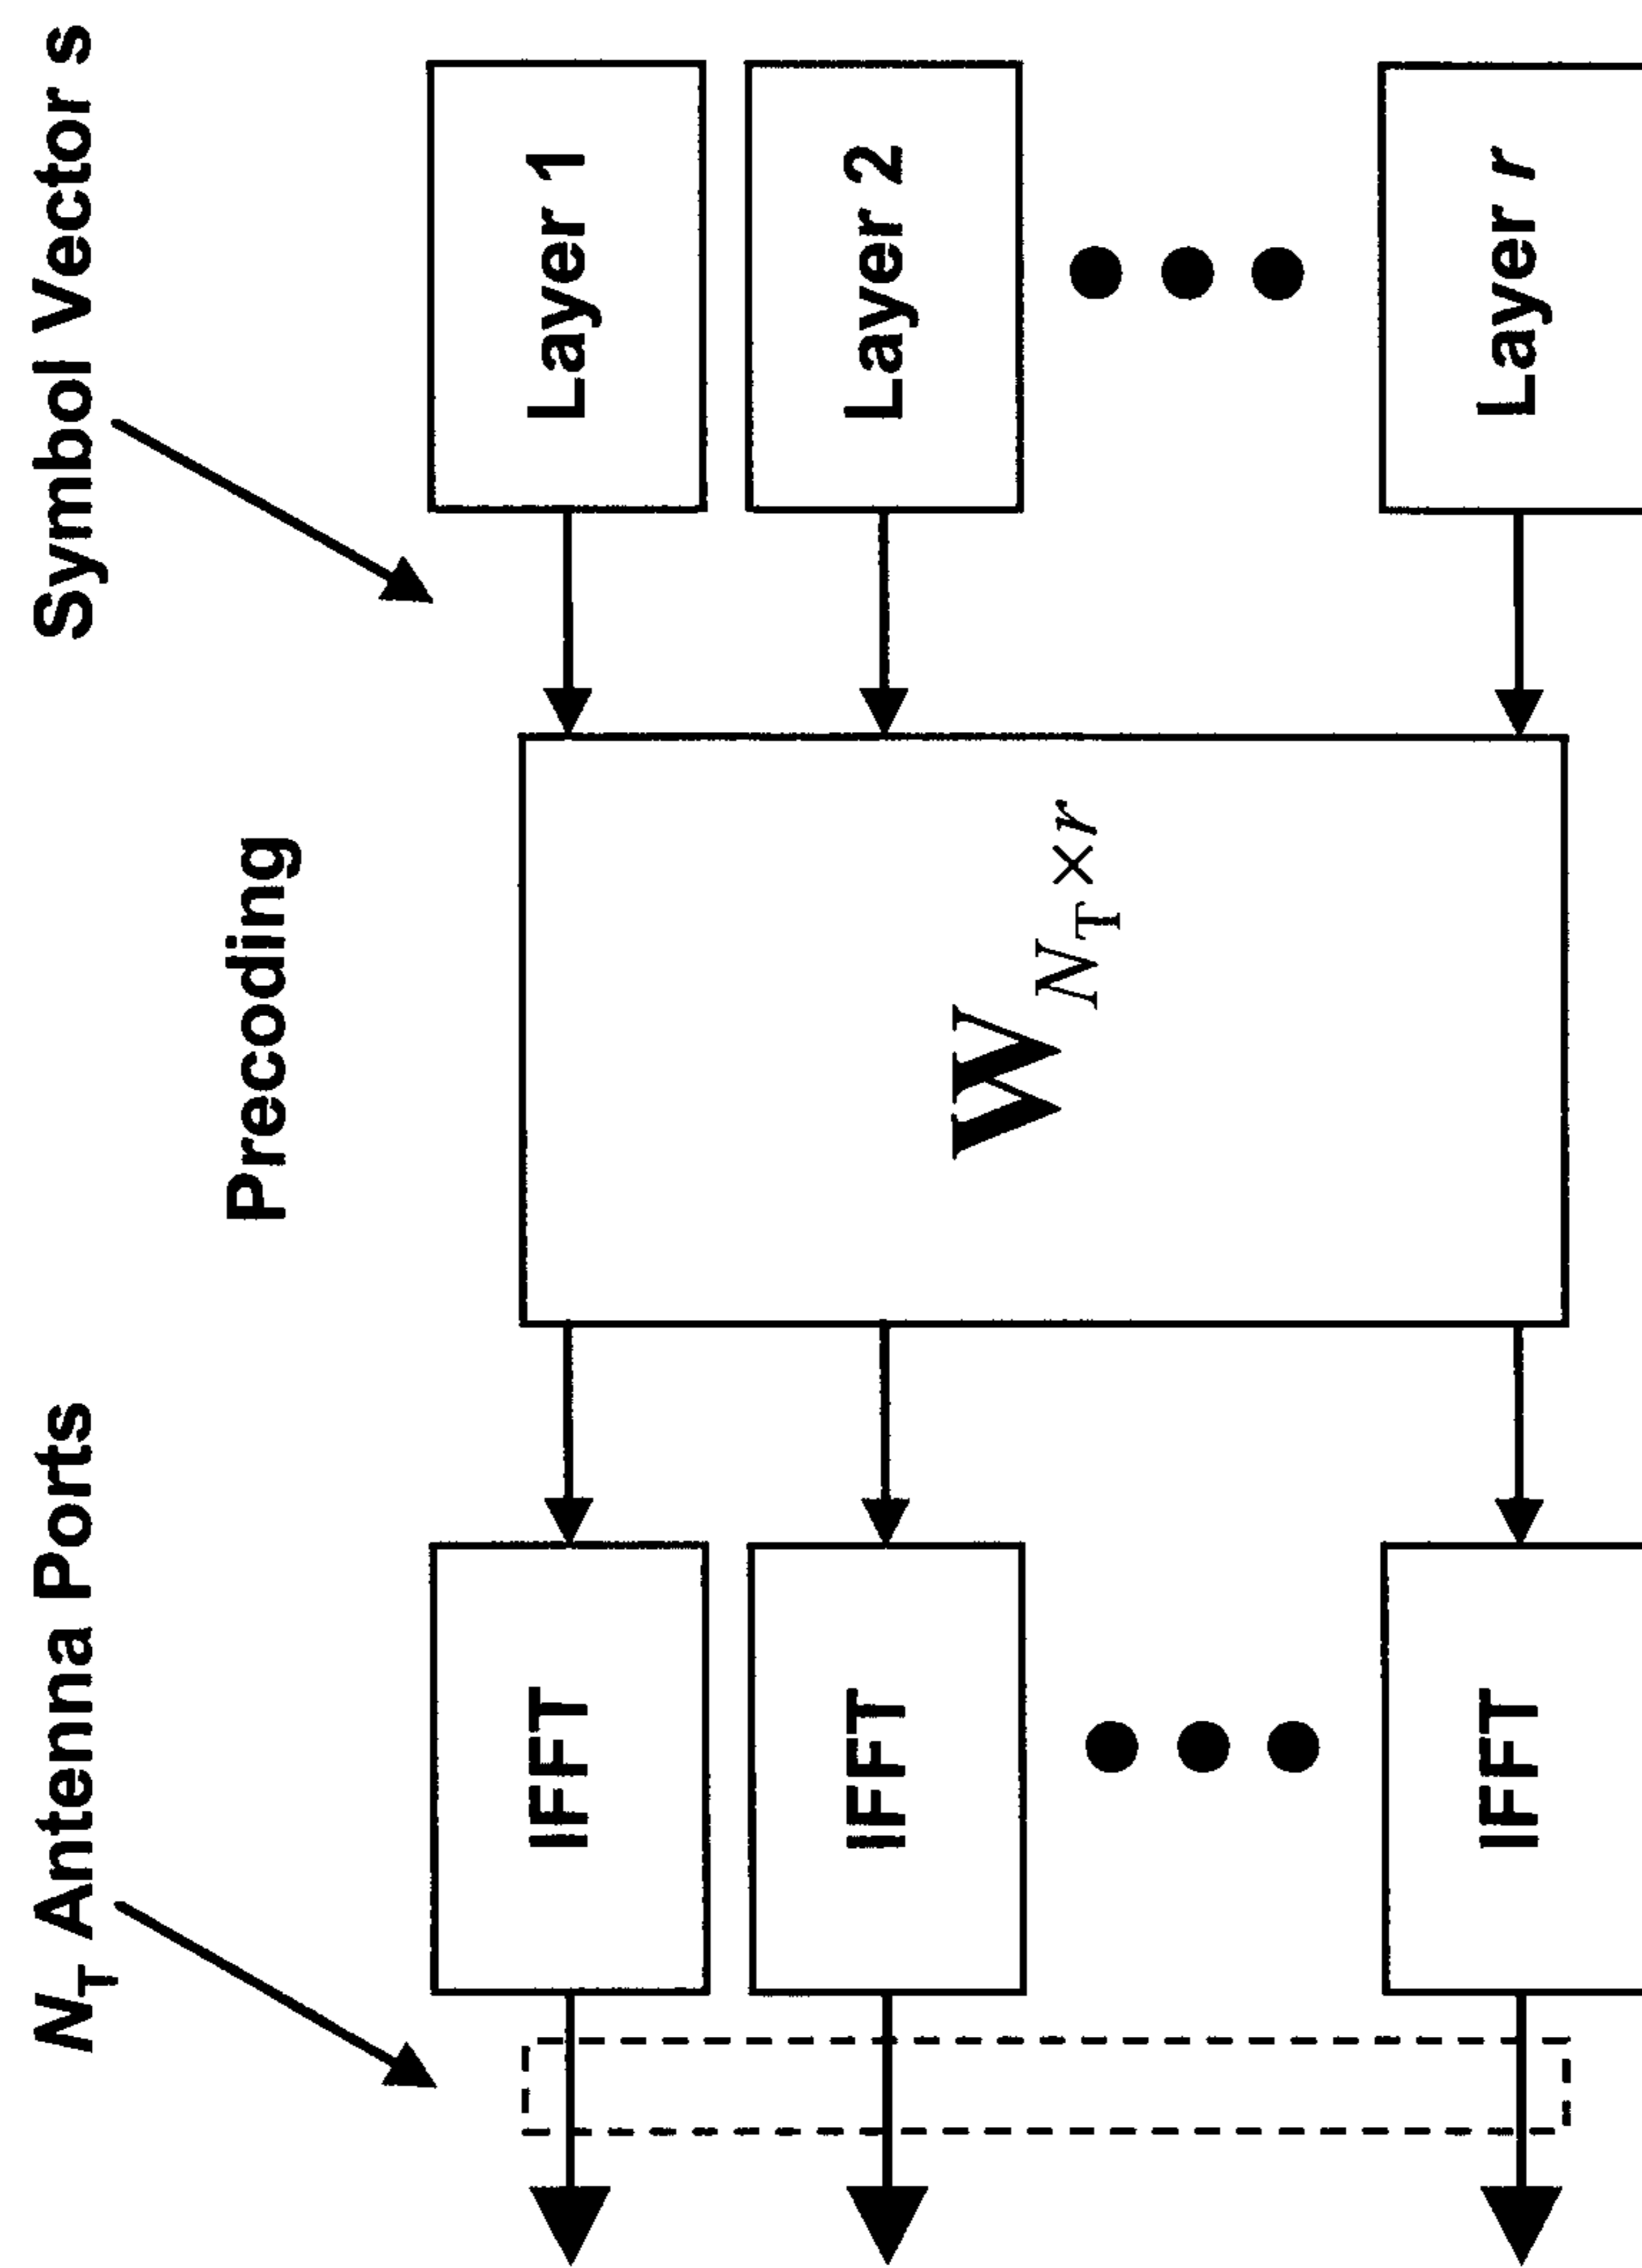 N_T Antenna Ports
Precoding
Symbol Vector s
IFFT
IFFT
IFFT
W_{N_T×r}
Layer 1
Layer 2
Layer r